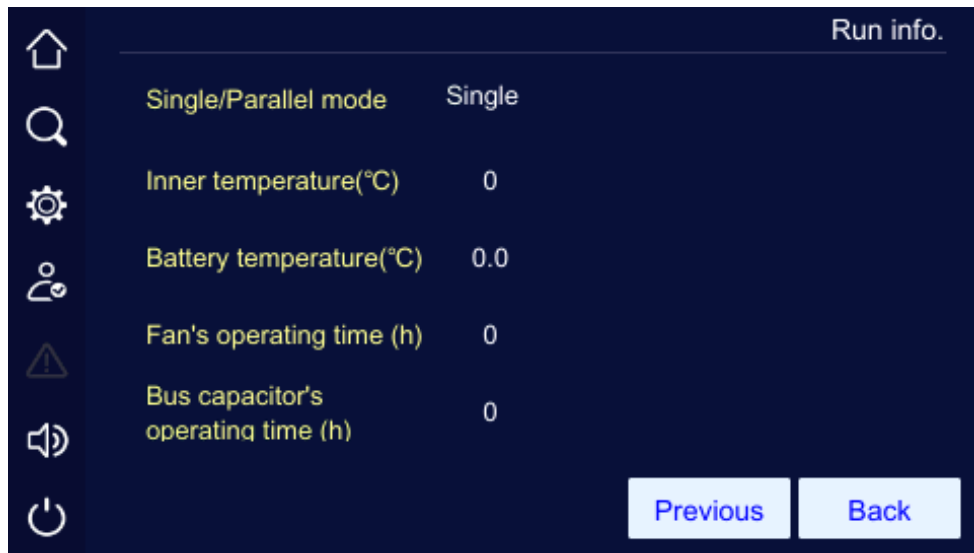 Run info.
Single/Parallel mode Single
Inner temperature(℃) 0
Battery temperature(℃) 0.0
Fan's operating time (h) 0
Bus capacitor's
operating time (h) 0
Previous Back